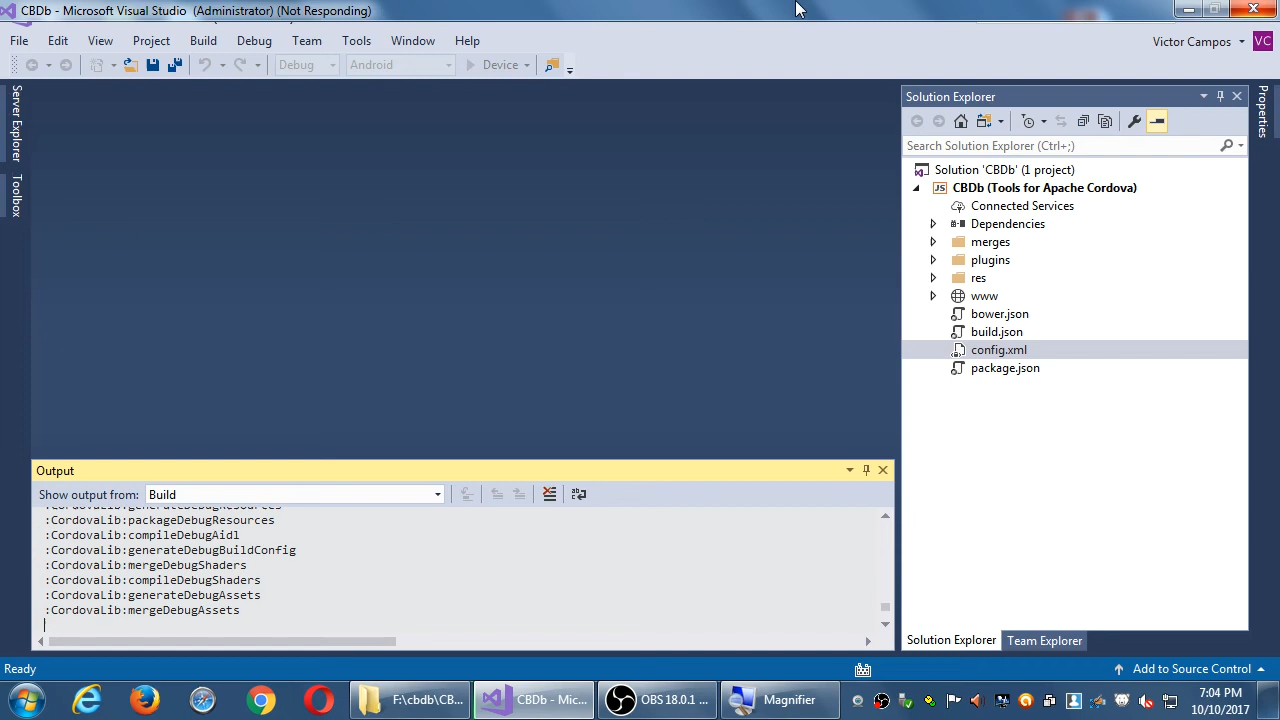 CBDb - Microsoft Visual Studio (Administrator) (Not Responding)
File Edit View Project Build Debug Team Tools Window Help
Victor Campos VC
Debug Android Device
Server Explorer
Toolbox
Solution Explorer
Search Solution Explorer (Ctrl+;)
Solution 'CBDb' (1 project)
JS CBDb (Tools for Apache Cordova)
Connected Services
Dependencies
merges
plugins
res
www
bower.json
build.json
config.xml
package.json
Properties
Output
Show output from: Build
:CordovaLib:generateDebugResources
:CordovaLib:packageDebugResources
:CordovaLib:compileDebugAidl
:CordovaLib:generateDebugBuildConfig
:CordovaLib:mergeDebugShaders
:CordovaLib:compileDebugShaders
:CordovaLib:generateDebugAssets
:CordovaLib:mergeDebugAssets
Solution Explorer Team Explorer
Ready Add to Source Control
F:\cbdb\CB... CBDb - Mic... OBS 18.0.1 ... Magnifier
7:04 PM
10/10/2017